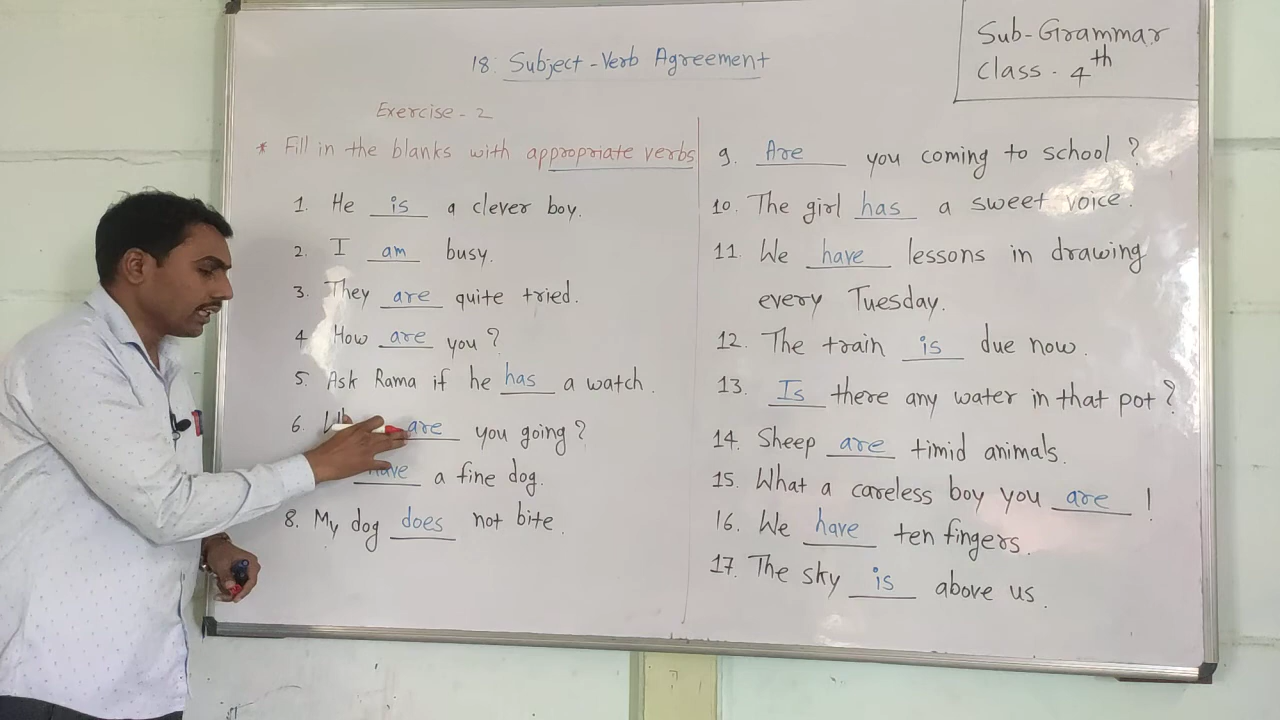 18. Subject-Verb Agreement
Sub-Grammar
Class. 4th
Exercise-2
* Fill in the blanks with appropriate verbs
1. He is a clever boy.
2. I am busy.
3. They are quite tried.
4. How are you?
5. Ask Rama if he has a watch.
6. are you going?
have a fine dog.
8. My dog does not bite.
9. Are you coming to school?
10. The girl has a sweet voice.
11. We have lessons in drawing
every Tuesday.
12. The train is due now.
13. Is there any water in that pot?
14. Sheep are timid animals.
15. What a careless boy you are!
16. We have ten fingers.
17. The sky is above us.